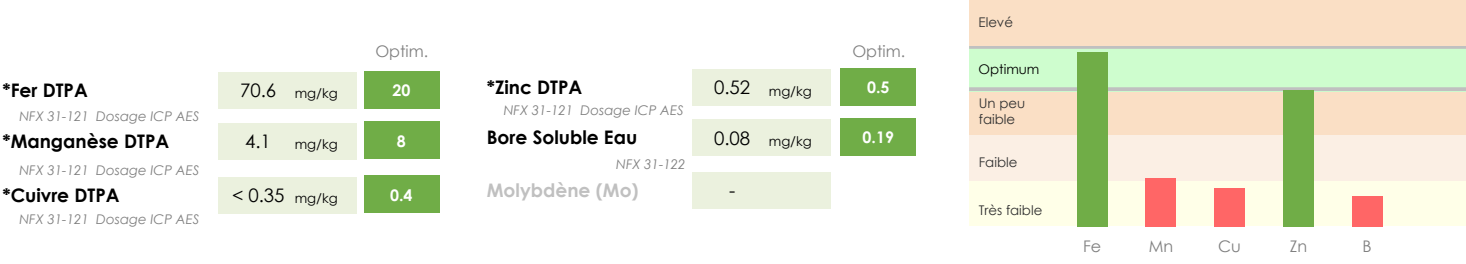 Optim.
*Fer DTPA 70.6 mg/kg 20
NFX 31-121 Dosage ICP AES
*Manganèse DTPA 4.1 mg/kg 8
NFX 31-121 Dosage ICP AES
*Cuivre DTPA < 0.35 mg/kg 0.4
NFX 31-121 Dosage ICP AES
Optim.
*Zinc DTPA 0.52 mg/kg 0.5
NFX 31-121 Dosage ICP AES
Bore Soluble Eau 0.08 mg/kg 0.19
NFX 31-122
Molybdène (Mo) -
Elevé
Optimum
Un peu
faible
Faible
Très faible
Fe Mn Cu Zn B